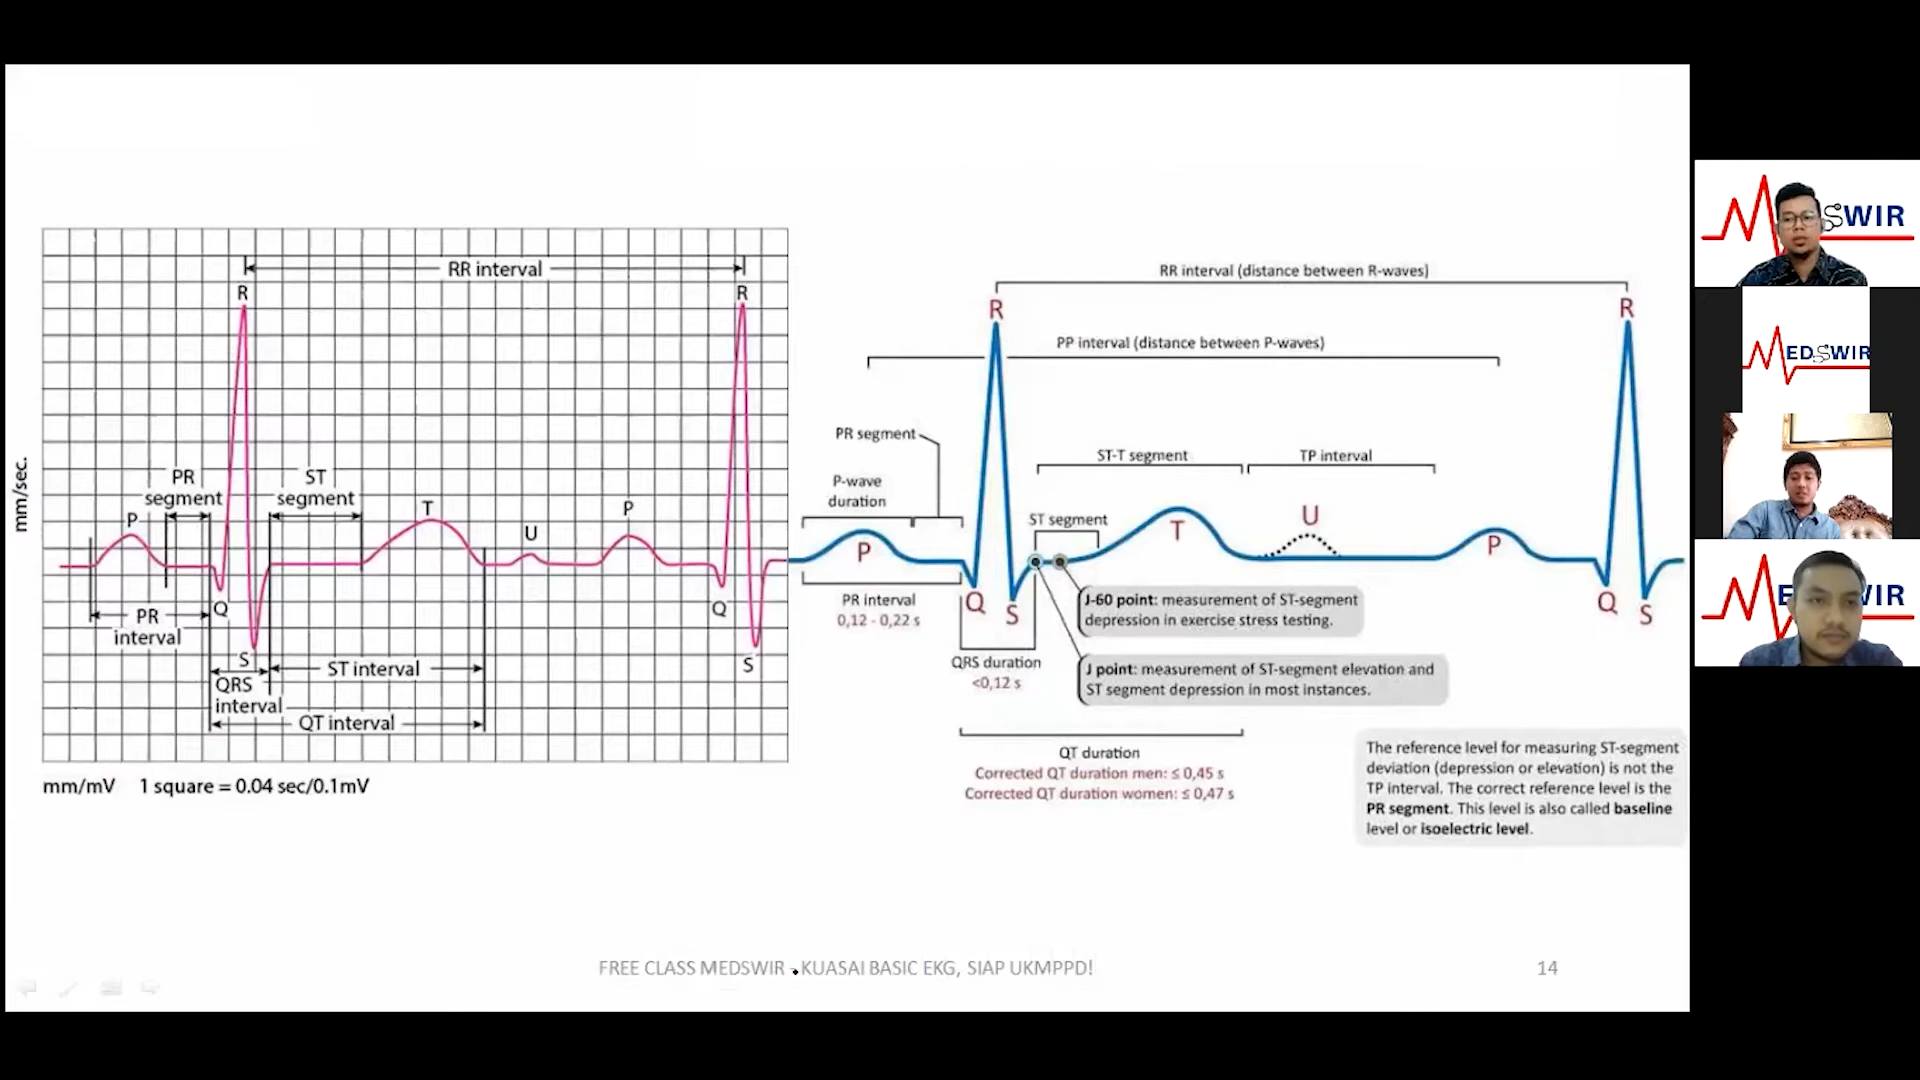 RR interval
R
R
PR
segment
ST
segment
P
T
U
P
mm/sec.
PR
interval
Q
S
Q
S
QRS
interval
ST interval
QT interval
mm/mV 1 square = 0.04 sec/0.1mV
RR interval (distance between R-waves)
R
R
PP interval (distance between P-waves)
PR segment
P-wave
duration
ST-T segment
TP interval
ST segment
P
T
U
P
PR interval
0,12 - 0,22 s
Q
S
Q
S
J-60 point: measurement of ST-segment
depression in exercise stress testing.
QRS duration
<0,12 s
J point: measurement of ST-segment elevation and
ST segment depression in most instances.
QT duration
Corrected QT duration men: ≤ 0,45 s
Corrected QT duration women: ≤ 0,47 s
The reference level for measuring ST-segment
deviation (depression or elevation) is not the
TP interval. The correct reference level is the
PR segment. This level is also called baseline
level or isoelectric level.
FREE CLASS MEDSWIR - KUASAI BASIC EKG, SIAP UKMPPD!
14
SWIR
MEDSWIR
E WIR